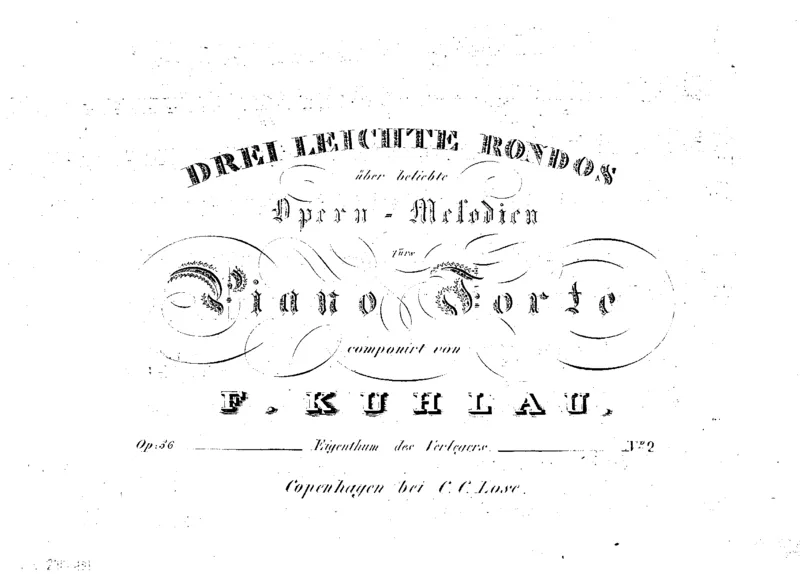 DREI LEICHTE RONDOS
über beliebte
Opern - Melodien
fürs
Piano Forte
componirt von
F. KUHLAU.
Op: 56 Eigenthum des Verlegers. No 2
Copenhagen bei C. C. Lose.